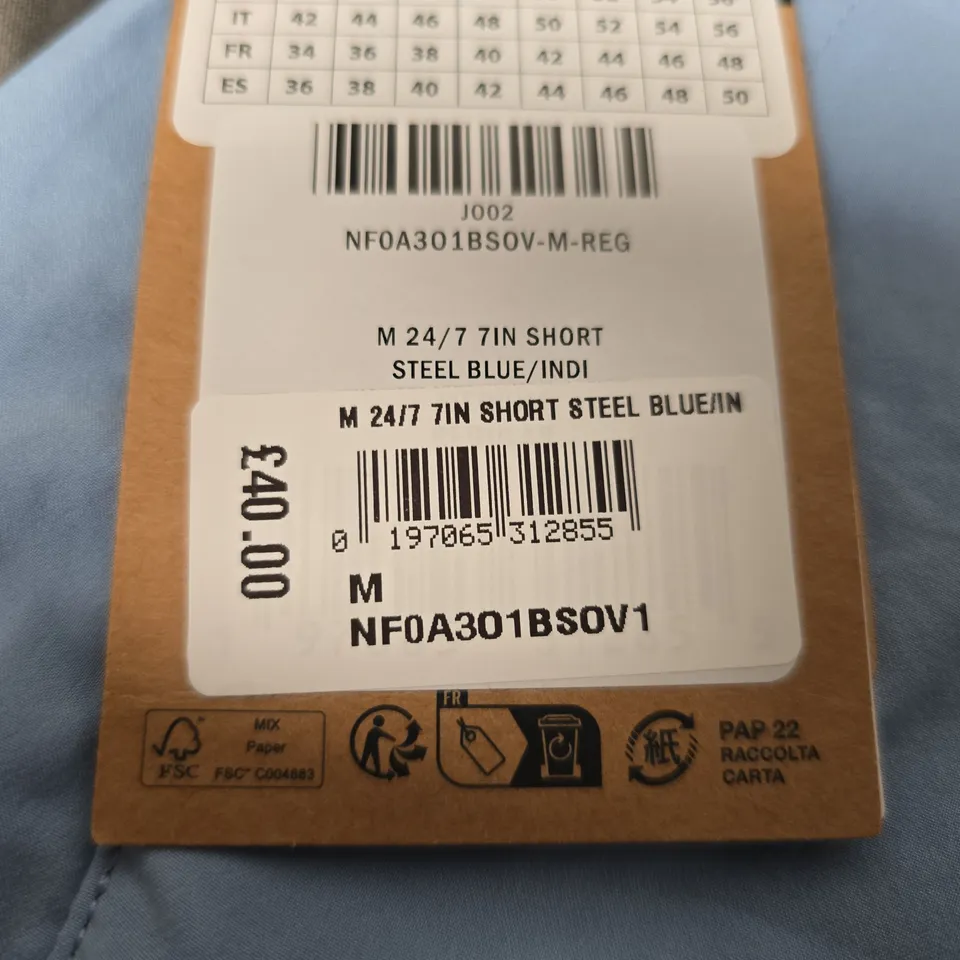 IT 42 44 46 48 50 52 54 56
FR 34 36 38 40 42 44 46 48
ES 36 38 40 42 44 46 48 50
J002
NF0A3O1BSOV-M-REG
M 24/7 7IN SHORT
STEEL BLUE/INDI
M 24/7 7IN SHORT STEEL BLUE/IN
£40.00
0 197065 312855
M
NF0A3O1BSOV1
FSC
MIX
Paper
FSC™ C004683
FR
紙
PAP 22
RACCOLTA
CARTA